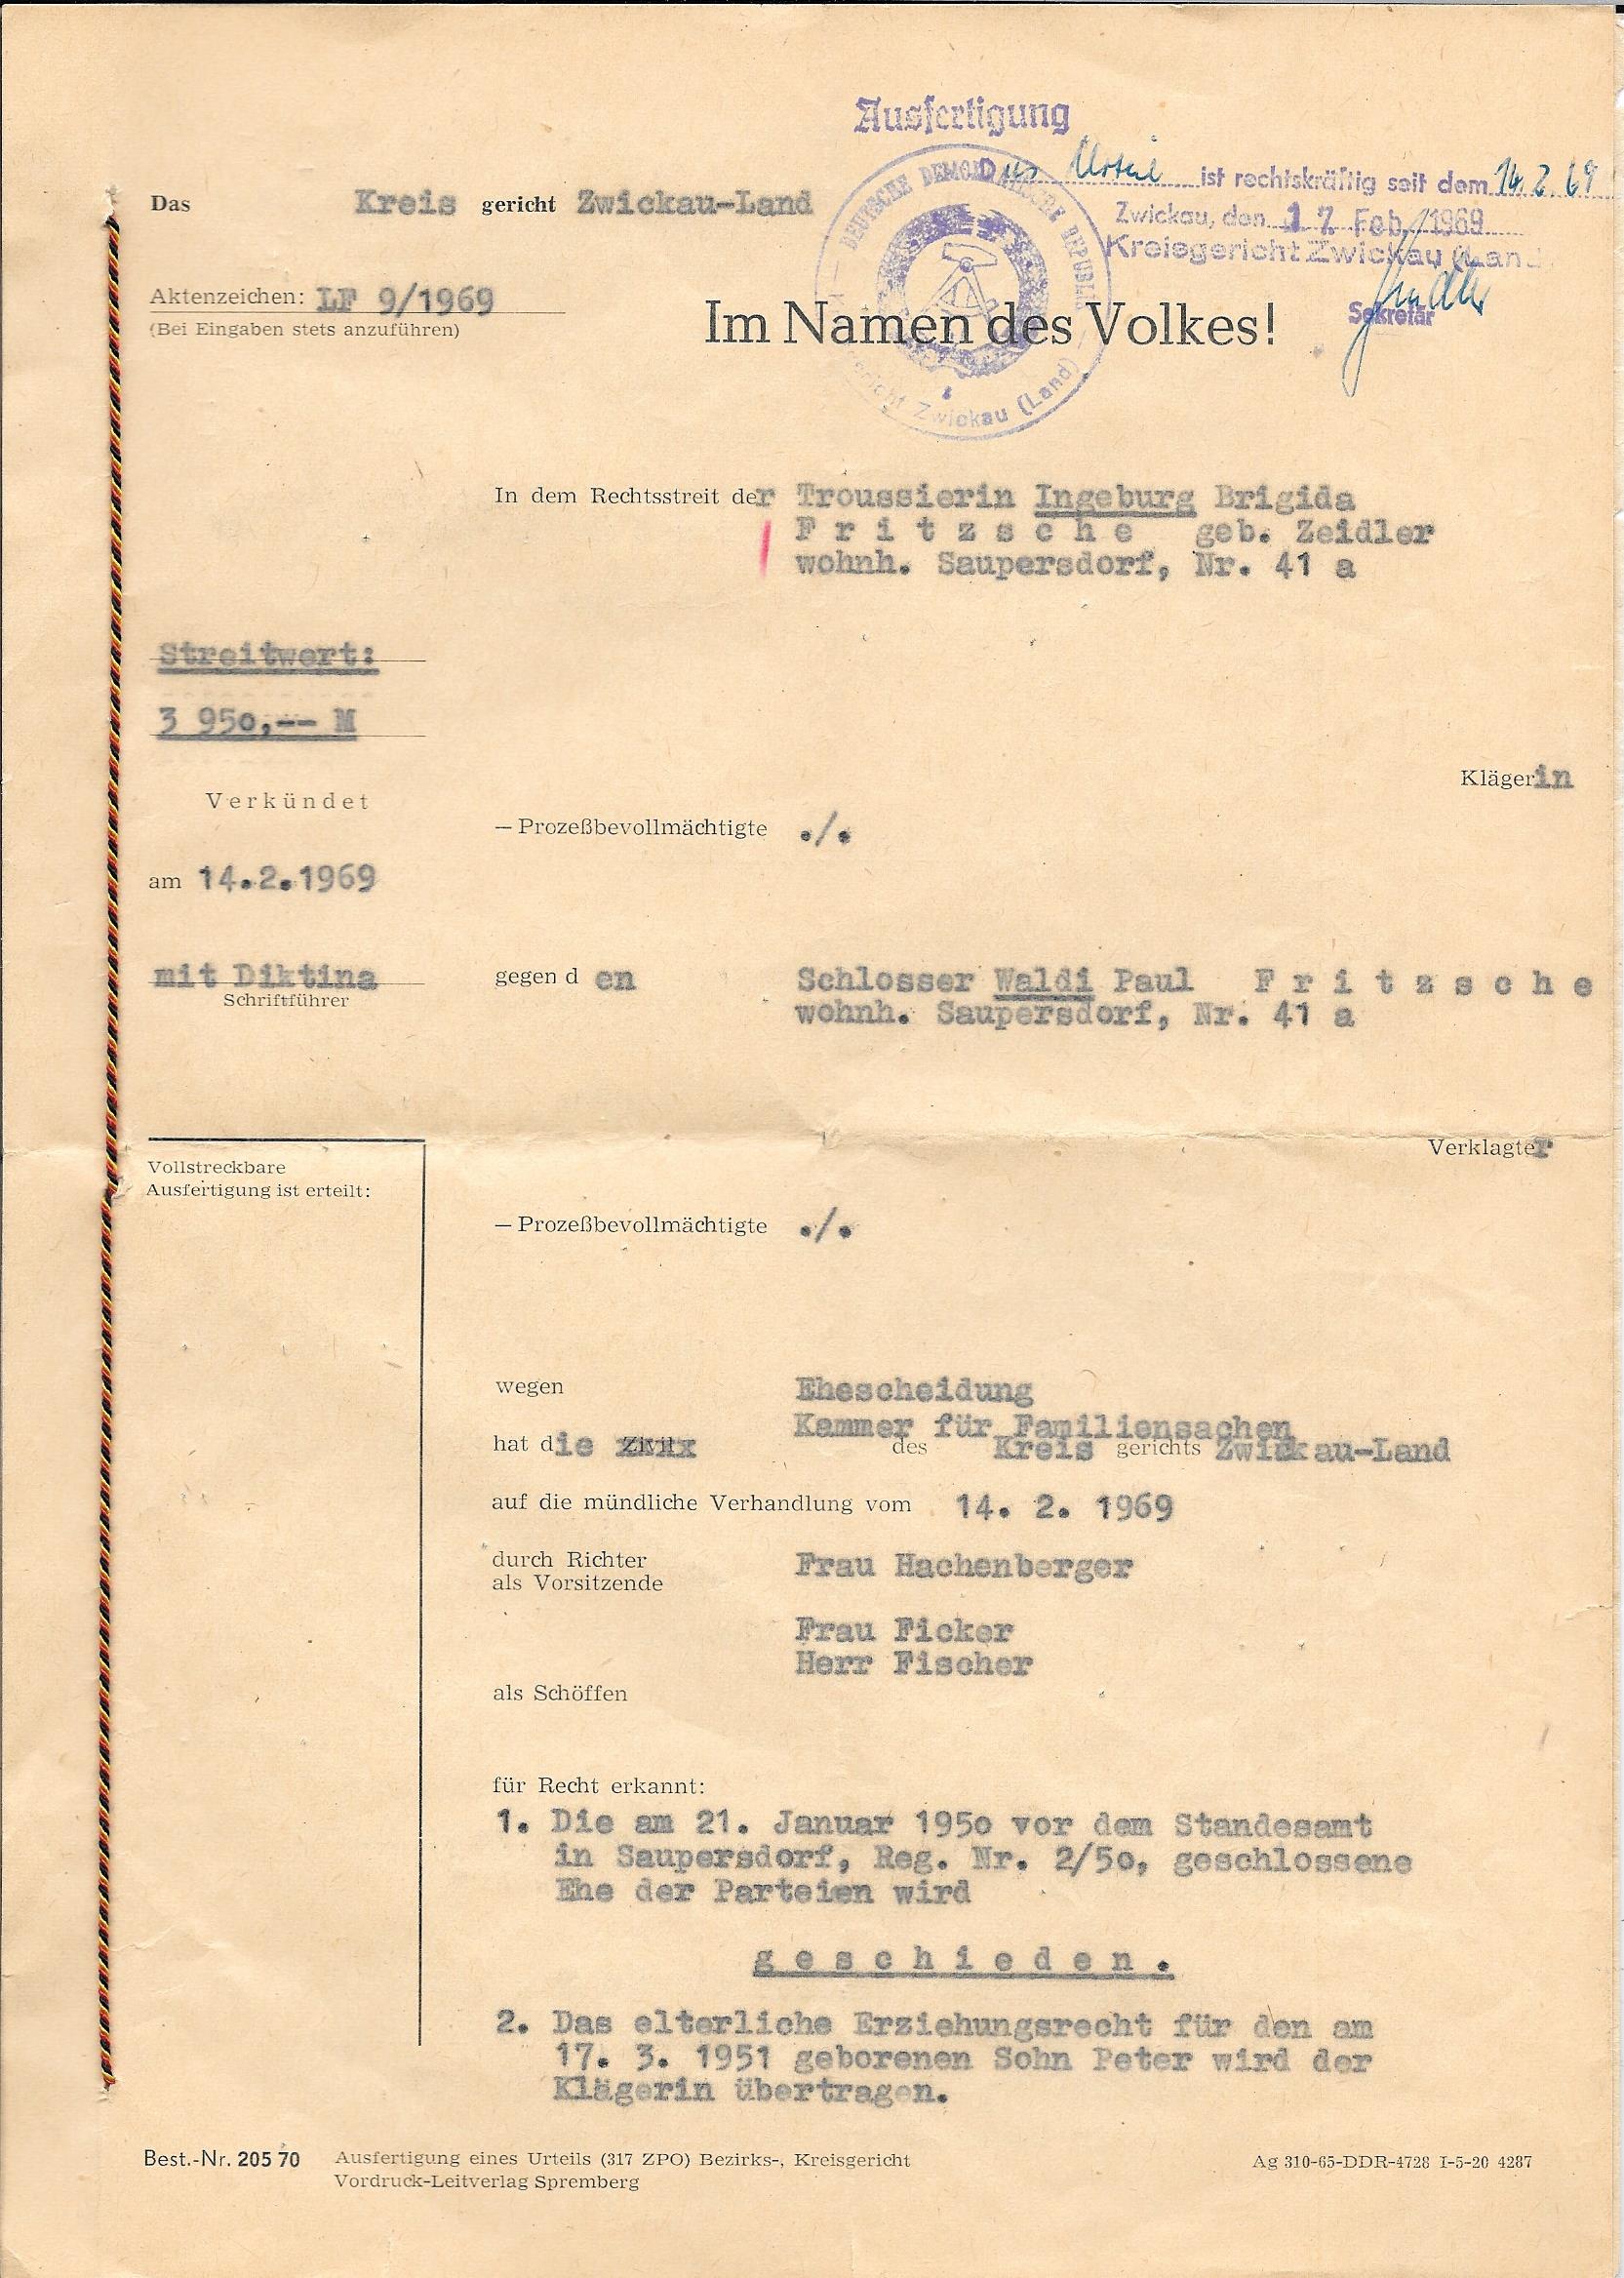 Ausfertigung
Das Urteil ist rechtskräftig seit dem 14.2.69
Zwickau, den 17. Feb. 1969
Kreisgericht Zwickau (Land)
Sekretär
DEUTSCHE DEMOKRATISCHE REPUBLIK
Zwickau (Land)
Das Kreis gericht Zwickau-Land
Aktenzeichen: LF 9/1969
(Bei Eingaben stets anzuführen)
Im Namen des Volkes!
In dem Rechtsstreit der Troussierin Ingeburg Brigida
F r i t z s c h e geb. Zeidler
wohnh. Saupersdorf, Nr. 41 a
Streitwert:
3 95o,-- M
Klägerin
Verkündet
— Prozeßbevollmächtigte ./.
am 14.2.1969
mit Diktina
Schriftführer
gegen d en Schlosser Waldi Paul F r i t z s c h e
wohnh. Saupersdorf, Nr. 41 a
Verklagter
Vollstreckbare
Ausfertigung ist erteilt:
— Prozeßbevollmächtigte ./.
wegen Ehescheidung
Kammer für Familiensachen
hat die Zivil des Kreis gerichts Zwickau-Land
auf die mündliche Verhandlung vom 14. 2. 1969
durch Richter Frau Hachenberger
als Vorsitzende
Frau Ficker
Herr Fischer
als Schöffen
für Recht erkannt:
1. Die am 21. Januar 195o vor dem Standesamt
in Saupersdorf, Reg. Nr. 2/5o, geschlossene
Ehe der Parteien wird
g e s c h i e d e n .
2. Das elterliche Erziehungsrecht für den am
17. 3. 1951 geborenen Sohn Peter wird der
Klägerin übertragen.
Best.-Nr. 205 70 Ausfertigung eines Urteils (317 ZPO) Bezirks-, Kreisgericht
Vordruck-Leitverlag Spremberg
Ag 310-65-DDR-4728 I-5-20 4287